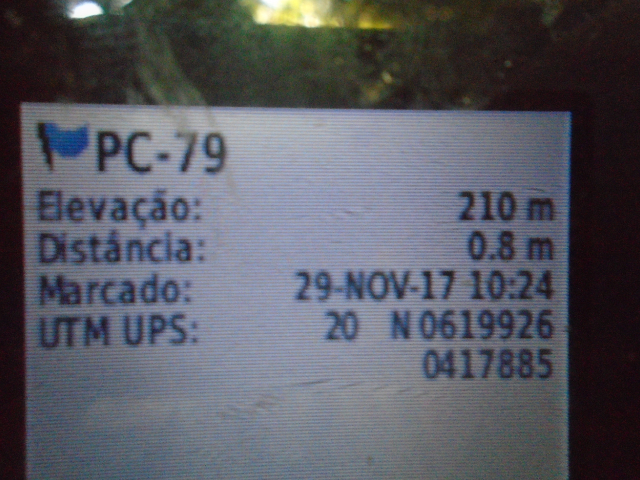 PC-79
Elevação: 210 m
Distância: 0.8 m
Marcado: 29-NOV-17 10:24
UTM UPS: 20 N 0619926
0417885